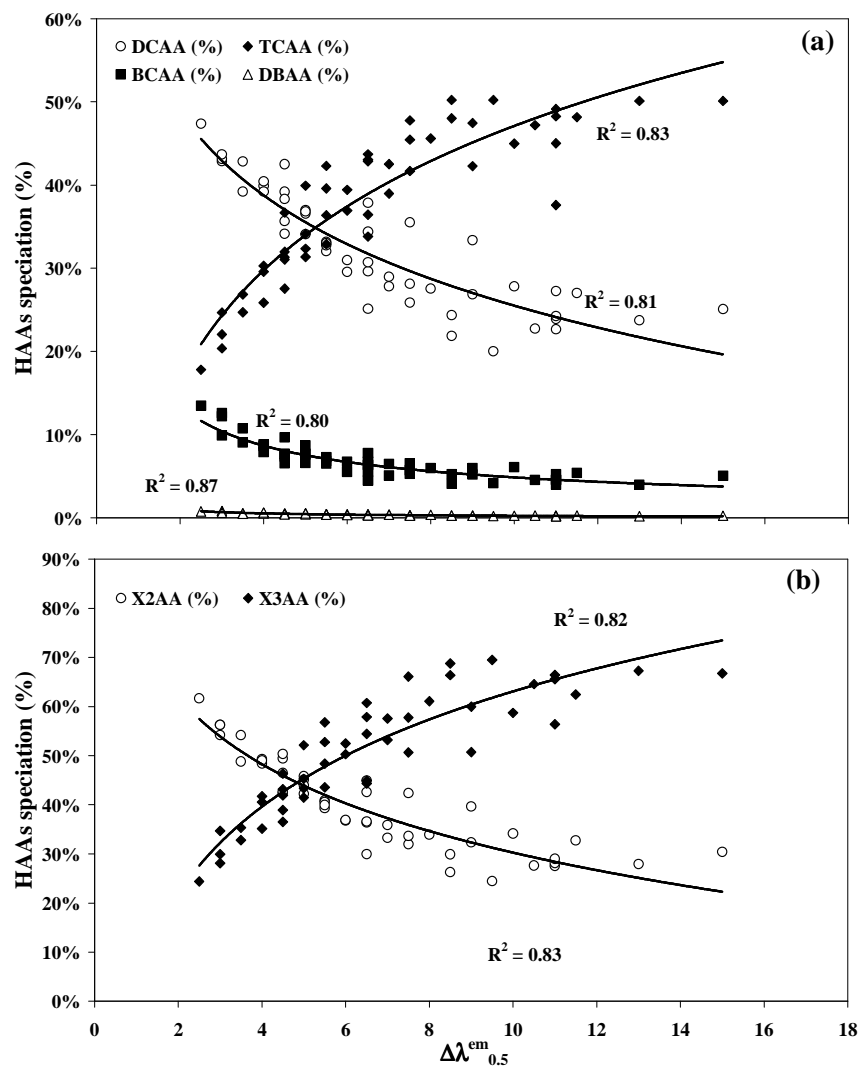 60%
(a)
DCAA (%)
TCAA (%)
50%
BCAA (%)
DBAA (%)
R² = 0.83
40%
HAAs speciation (%)
30%
R² = 0.81
20%
R² = 0.80
10%
R² = 0.87
0%
90%
(b)
X2AA (%)
X3AA (%)
80%
R² = 0.82
70%
60%
HAAs speciation (%)
50%
40%
30%
20%
R² = 0.83
10%
0%
0 2 4 6 8 10 12 14 16 18
Δλ^em_0.5